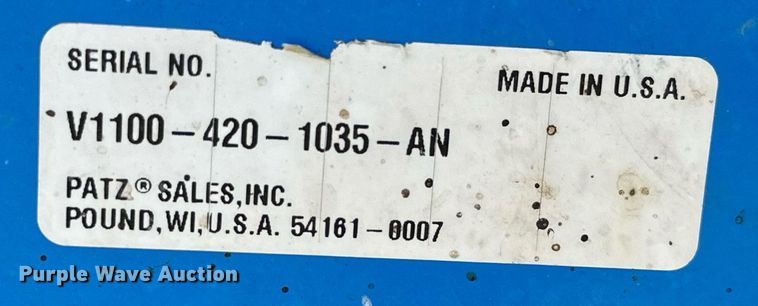 SERIAL NO.
MADE IN U.S.A.
V1100-420-1035-AN
PATZ® SALES, INC.
POUND, WI, U.S.A. 54161-0007
Purple Wave Auction